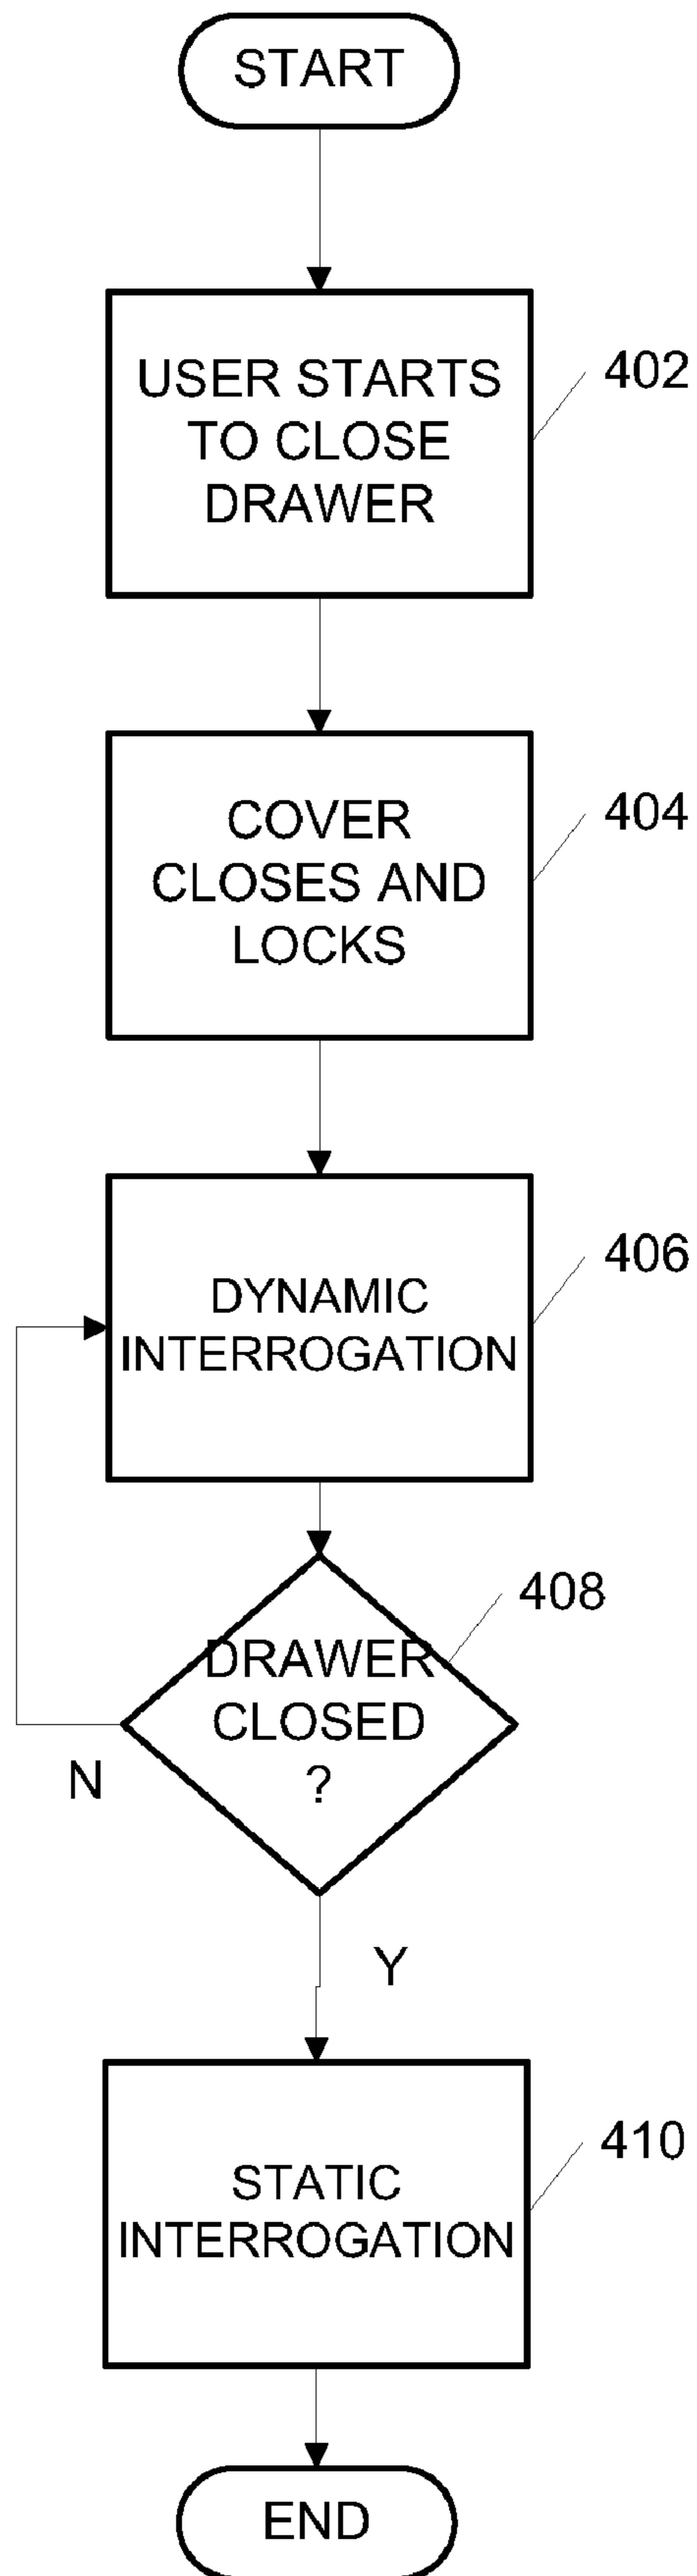 START
USER STARTS
TO CLOSE
DRAWER
402
COVER
CLOSES AND
LOCKS
404
DYNAMIC
INTERROGATION
406
DRAWER
CLOSED
?
408
N
Y
STATIC
INTERROGATION
410
END